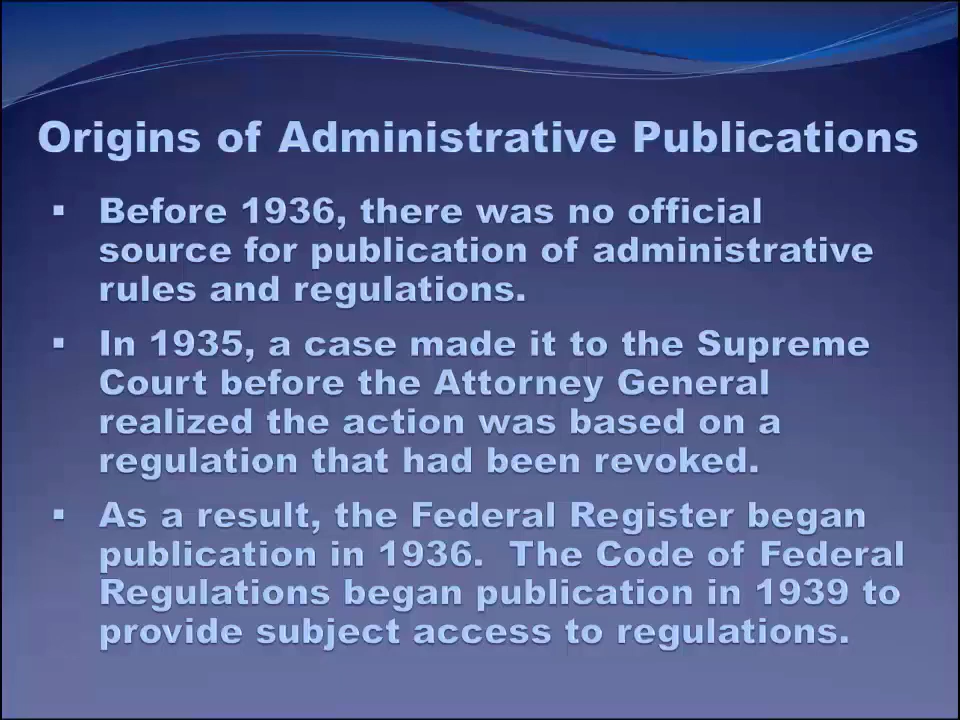 Origins of Administrative Publications
▪ Before 1936, there was no official
source for publication of administrative
rules and regulations.
▪ In 1935, a case made it to the Supreme
Court before the Attorney General
realized the action was based on a
regulation that had been revoked.
▪ As a result, the Federal Register began
publication in 1936.  The Code of Federal
Regulations began publication in 1939 to
provide subject access to regulations.